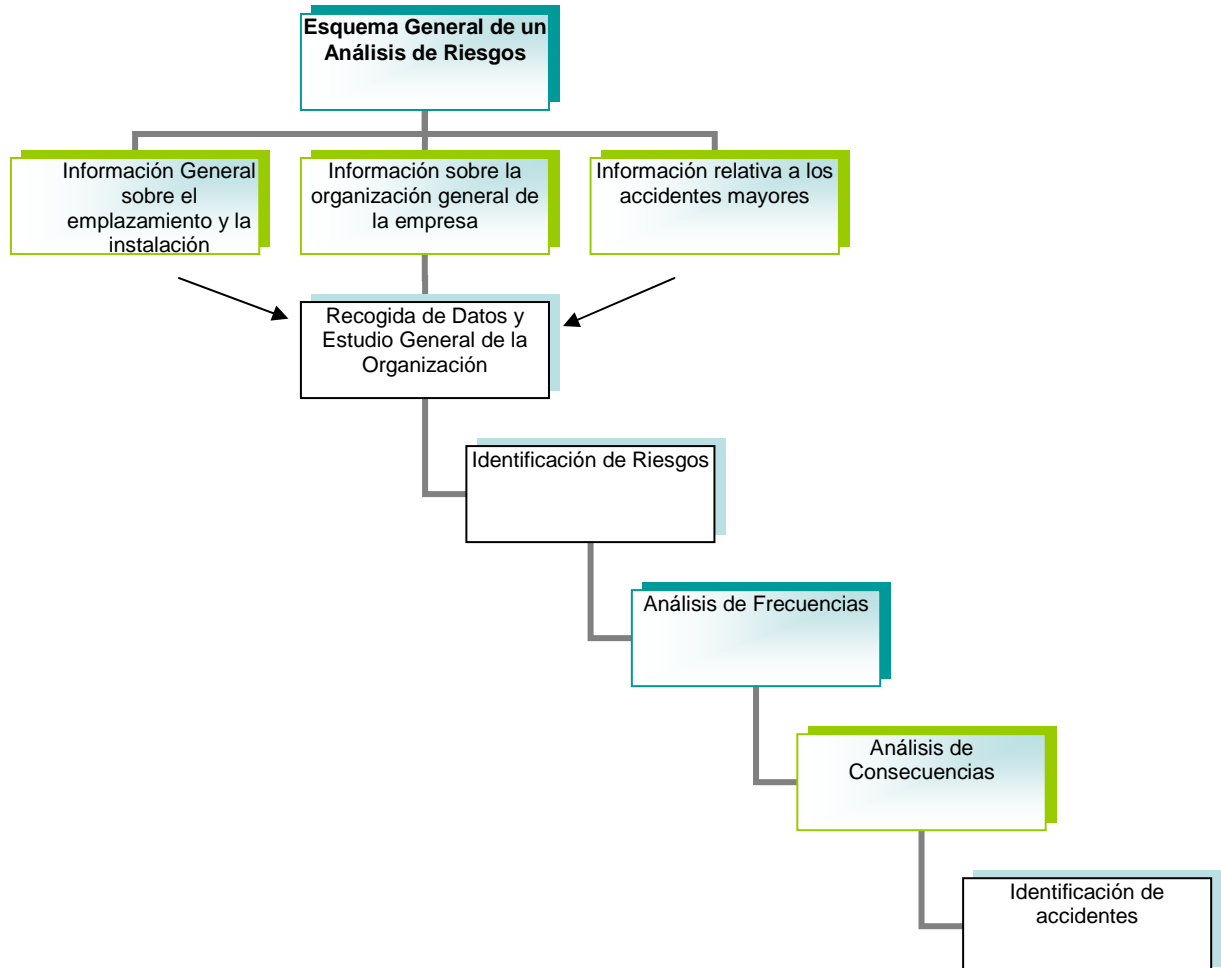 Esquema General de un
Análisis de Riesgos
Información General
sobre el
emplazamiento y la
instalación
Información sobre la
organización general de
la empresa
Información relativa a los
accidentes mayores
Recogida de Datos y
Estudio General de la
Organización
Identificación de Riesgos
Análisis de Frecuencias
Análisis de
Consecuencias
Identificación de
accidentes